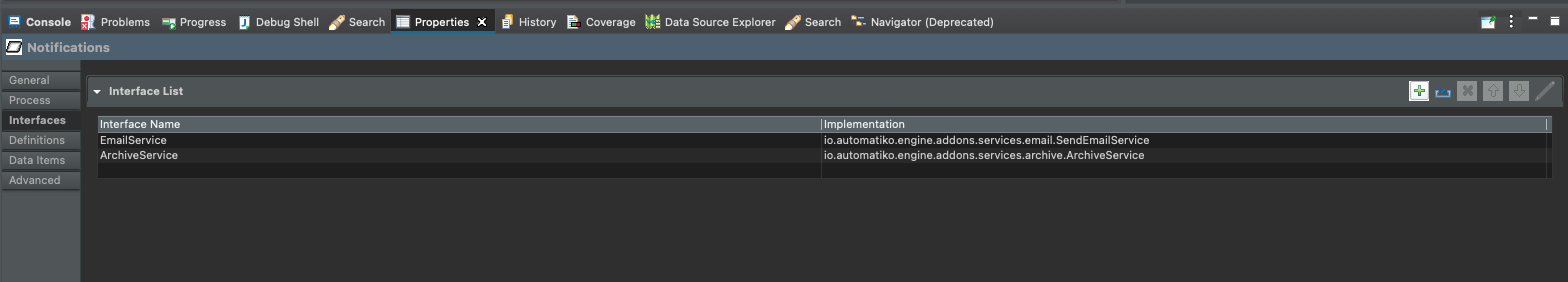 Console Problems Progress Debug Shell Search Properties History Coverage Data Source Explorer Search Navigator (Deprecated)
Notifications
General
Process
Interfaces
Definitions
Data Items
Advanced
Interface List
Interface Name Implementation
EmailService io.automatiko.engine.addons.services.email.SendEmailService
ArchiveService io.automatiko.engine.addons.services.archive.ArchiveService